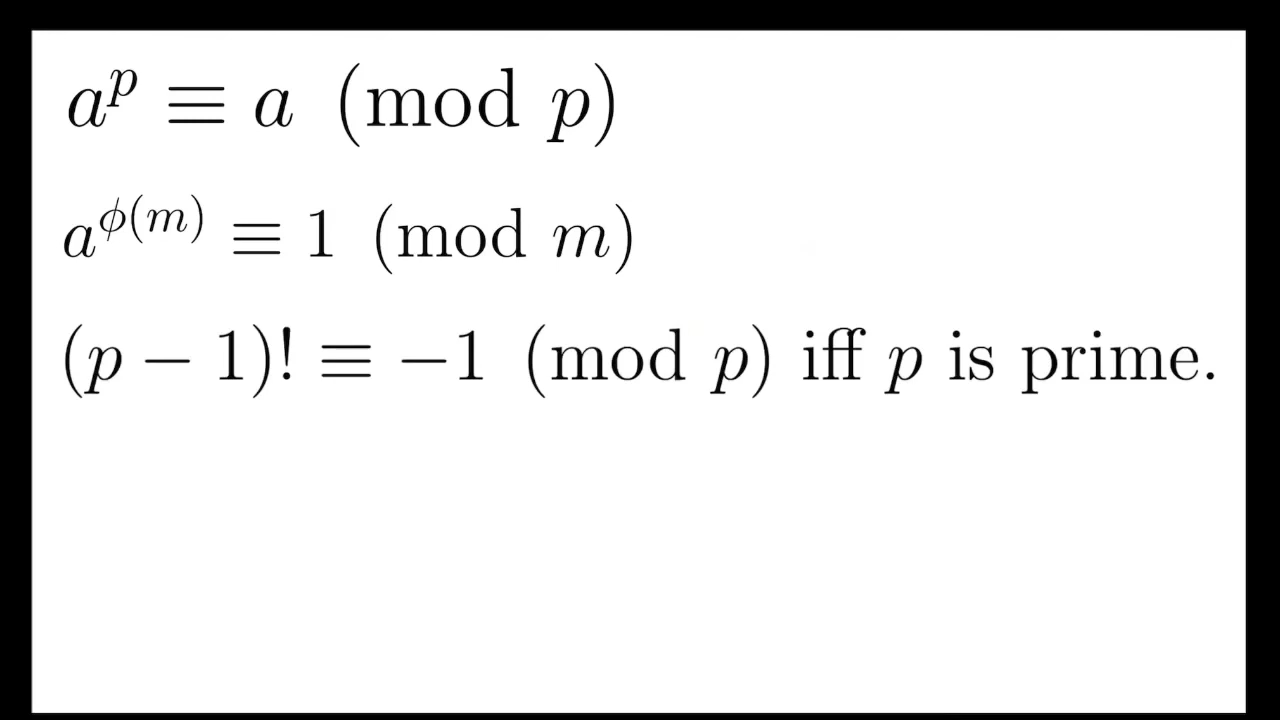 a^p ≡ a (mod p)
a^{ϕ(m)} ≡ 1 (mod m)
(p − 1)! ≡ −1 (mod p) iff p is prime.